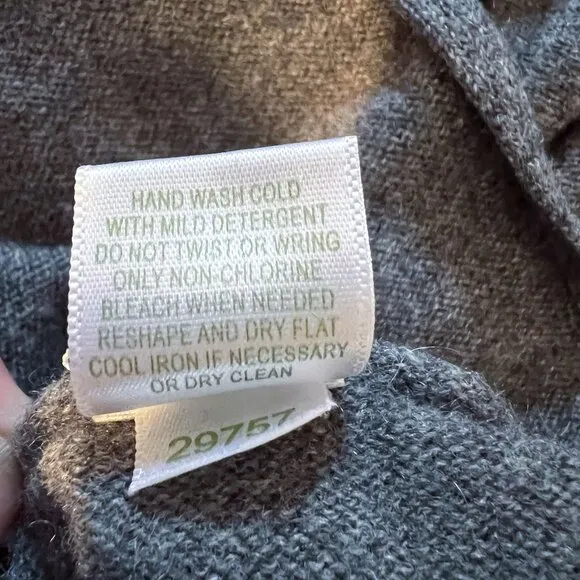 HAND WASH COLD
WITH MILD DETERGENT
DO NOT TWIST OR WRING
ONLY NON-CHLORINE
BLEACH WHEN NEEDED
RESHAPE AND DRY FLAT
COOL IRON IF NECESSARY
OR DRY CLEAN
29757